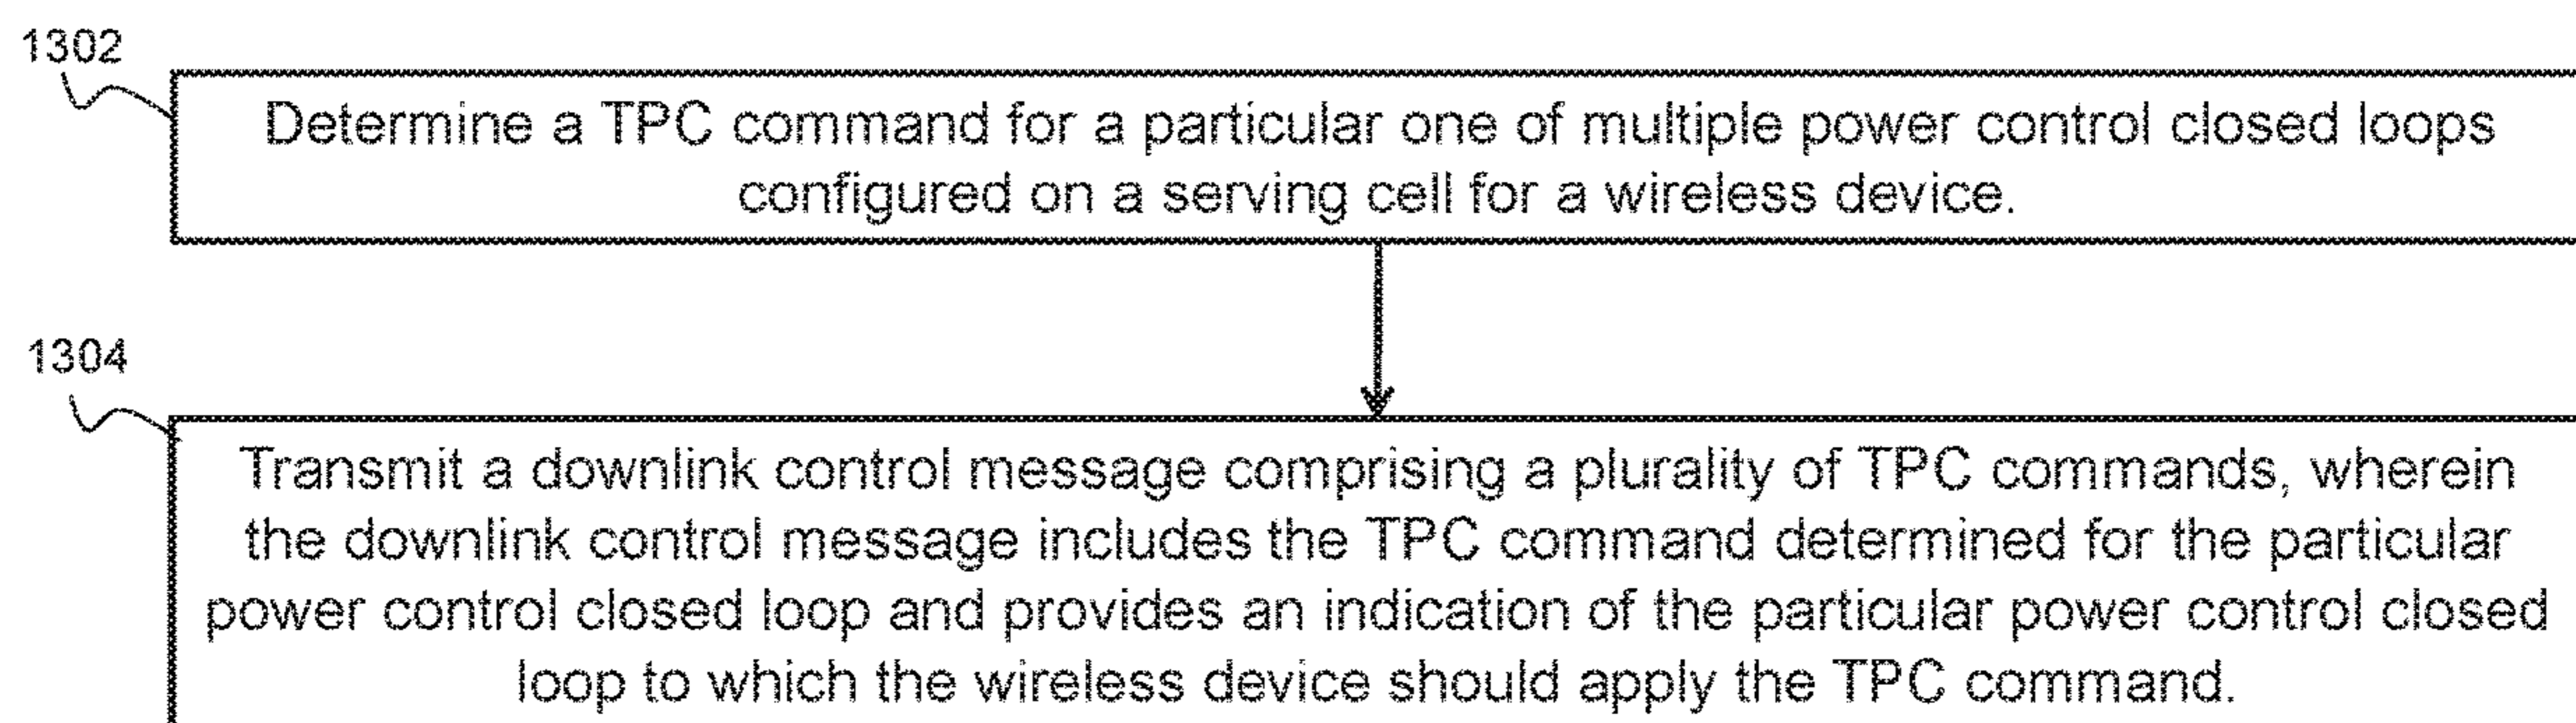 1302
Determine a TPC command for a particular one of multiple power control closed loops
configured on a serving cell for a wireless device.
1304
Transmit a downlink control message comprising a plurality of TPC commands, wherein
the downlink control message includes the TPC command determined for the particular
power control closed loop and provides an indication of the particular power control closed
loop to which the wireless device should apply the TPC command.